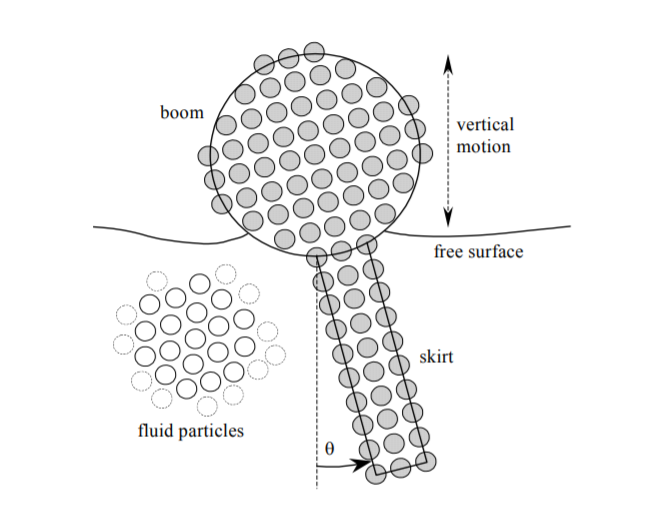 boom
vertical
motion
free surface
skirt
fluid particles
θ